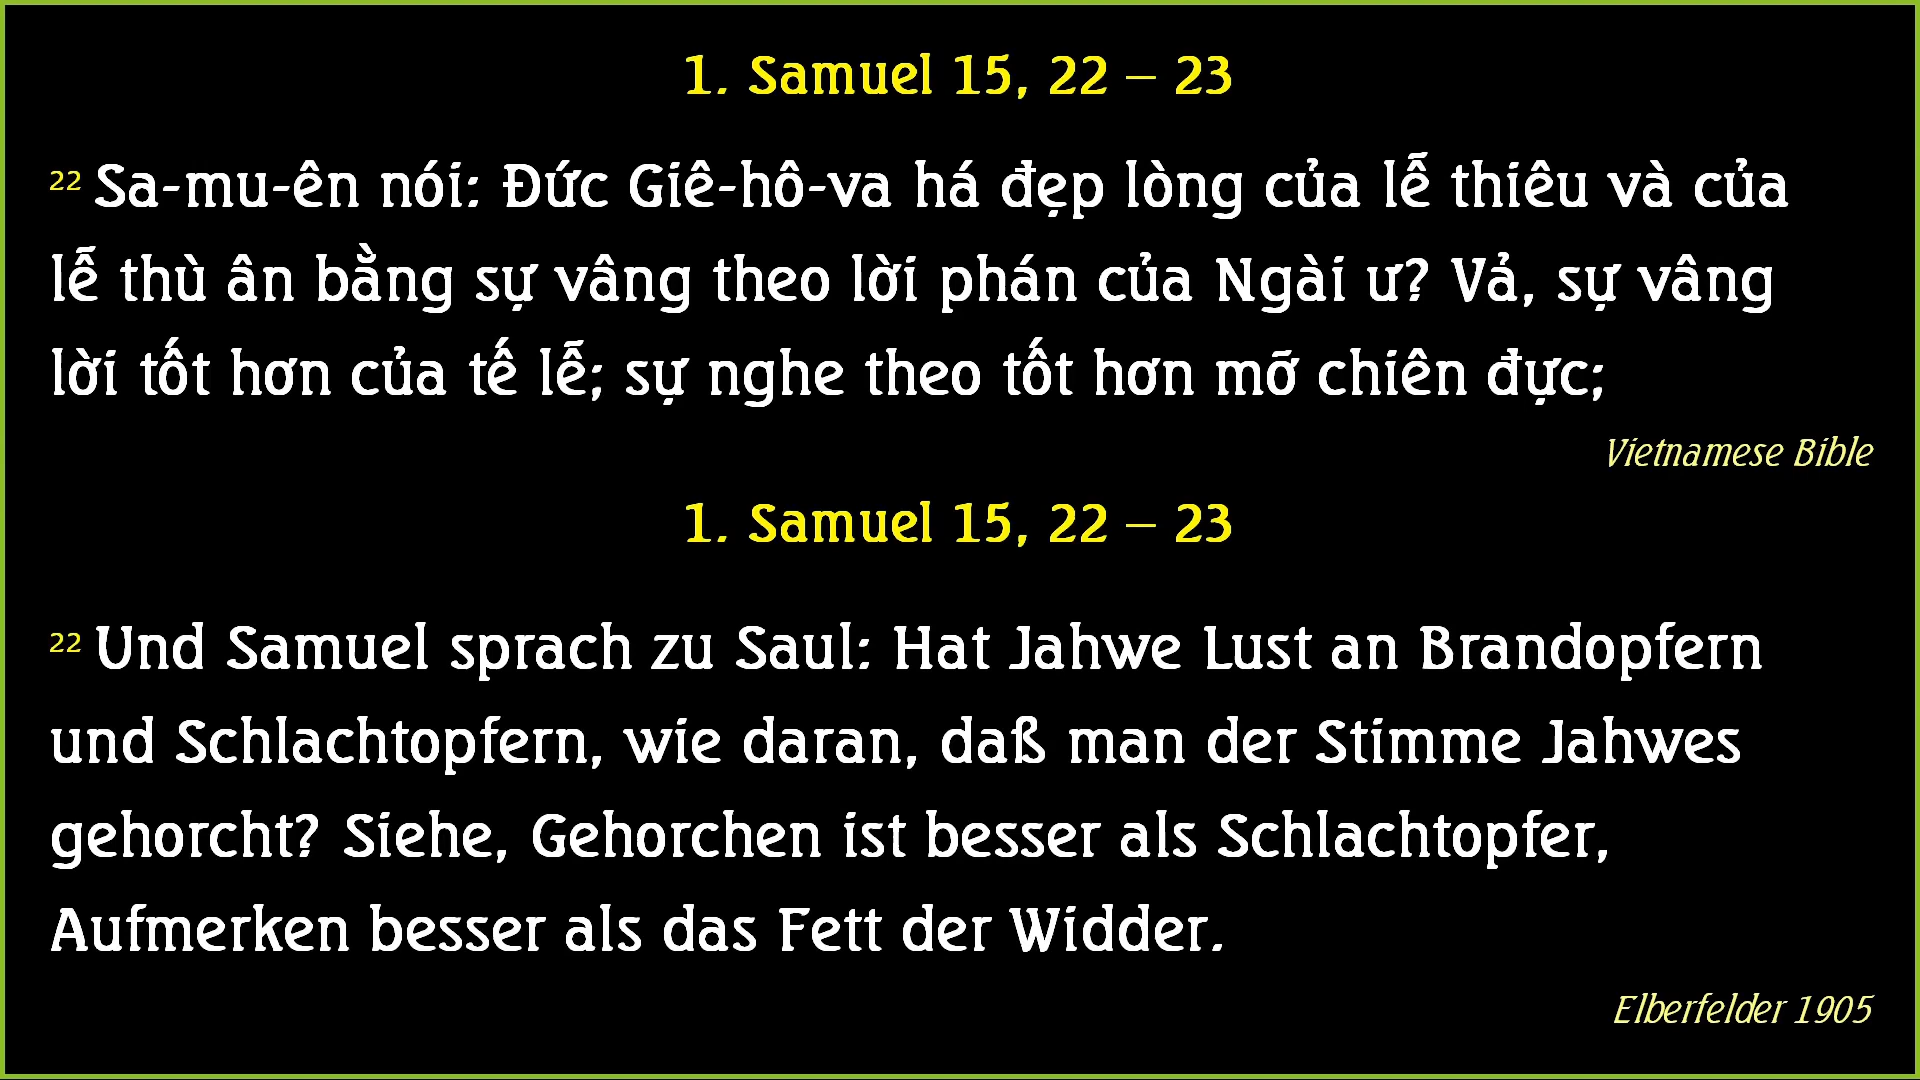 1. Samuel 15, 22 – 23
22 Sa-mu-ên nói: Đức Giê-hô-va há đẹp lòng của lễ thiêu và của
lễ thù ân bằng sự vâng theo lời phán của Ngài ư? Vả, sự vâng
lời tốt hơn của tế lễ; sự nghe theo tốt hơn mỡ chiên đực;
Vietnamese Bible
1. Samuel 15, 22 – 23
22 Und Samuel sprach zu Saul: Hat Jahwe Lust an Brandopfern
und Schlachtopfern, wie daran, daß man der Stimme Jahwes
gehorcht? Siehe, Gehorchen ist besser als Schlachtopfer,
Aufmerken besser als das Fett der Widder.
Elberfelder 1905